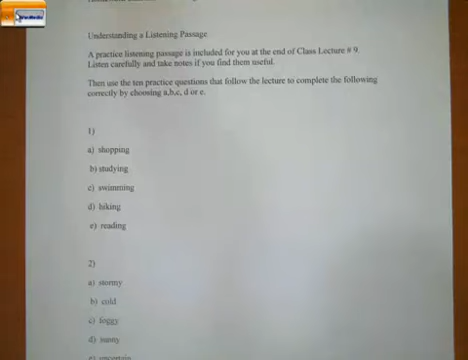 Understanding a Listening Passage
A practice listening passage is included for you at the end of Class Lecture # 9.
Listen carefully and take notes if you find them useful.
Then use the ten practice questions that follow the lecture to complete the following
correctly by choosing a,b,c, d or e.
1)
a) shopping
b) studying
c) swimming
d) hiking
e) reading
2)
a) stormy
b) cold
c) foggy
d) sunny
e) uncertain